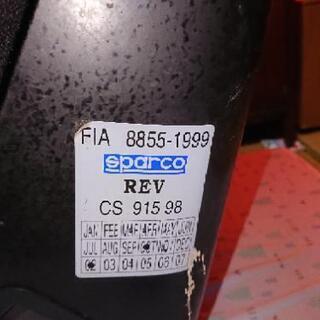 FIA 8855-1999
sparco
REV
CS 915 98
JAN FEB MAR APR MAY JUN
JUL AUG SEP NOV DEC
03 04 05 06 07